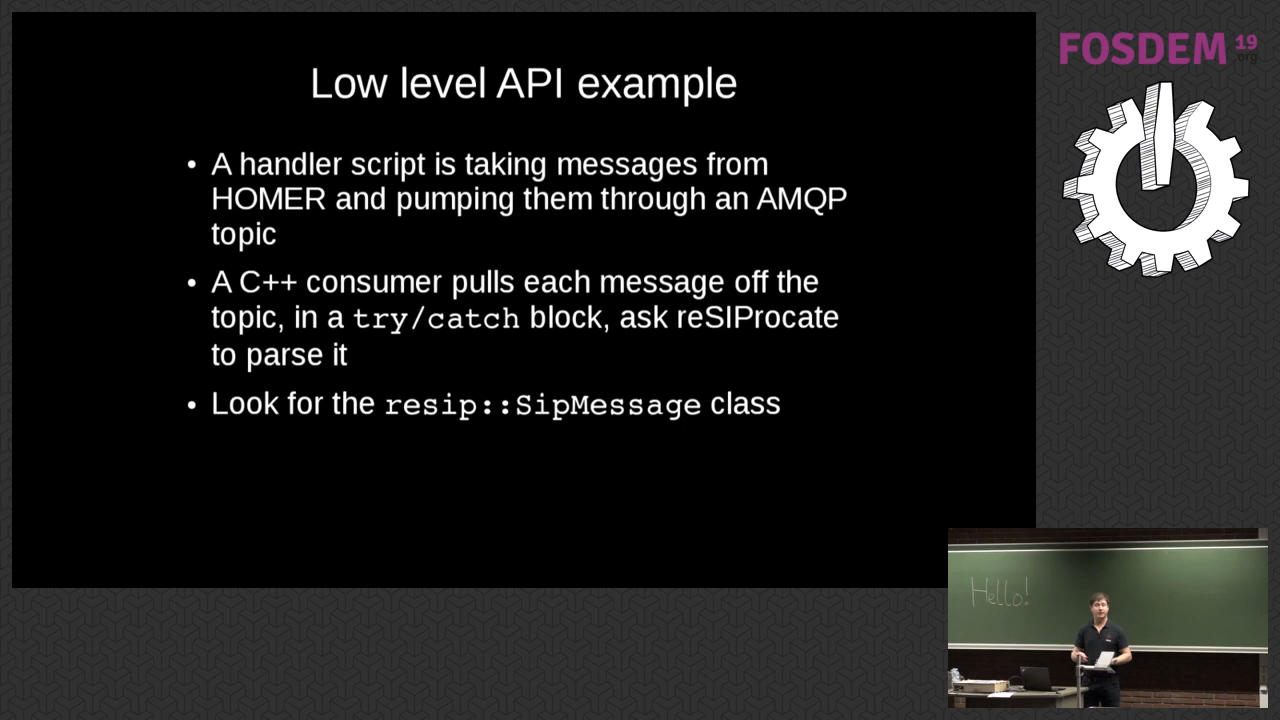 Low level API example
• A handler script is taking messages from
HOMER and pumping them through an AMQP
topic
• A C++ consumer pulls each message off the
topic, in a try/catch block, ask reSIProcate
to parse it
• Look for the resip::SipMessage class
FOSDEM 19
.org
Hello!